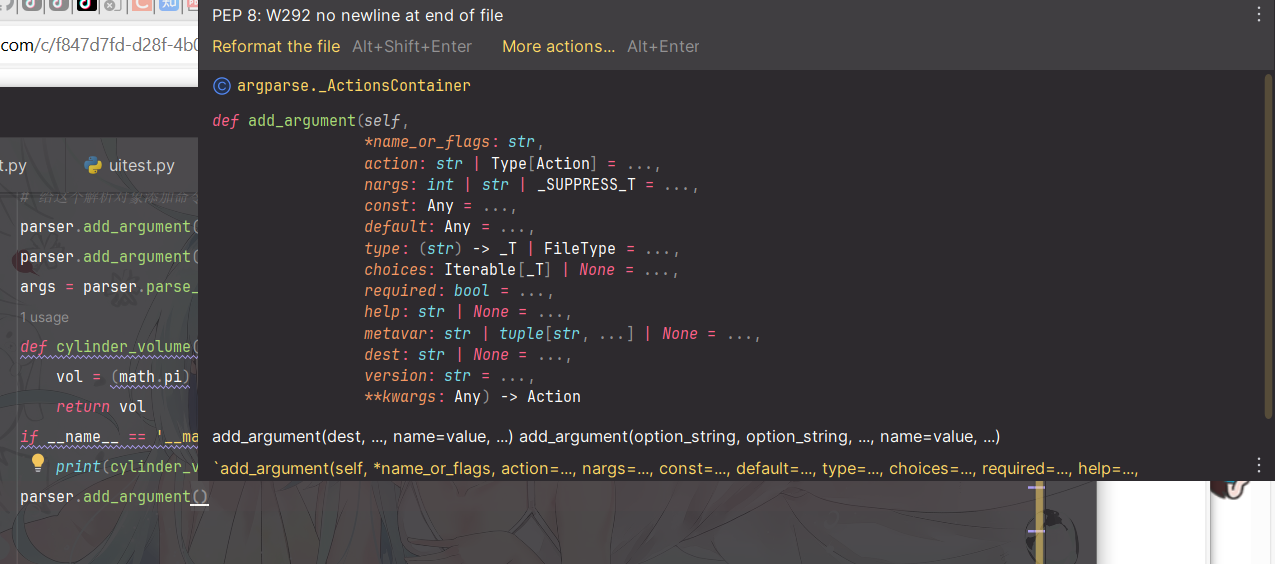 PEP 8: W292 no newline at end of file
.com/c/f847d7fd-d28f-4b0
Reformat the file Alt+Shift+Enter More actions... Alt+Enter
C argparse._ActionsContainer
def add_argument(self,
*name_or_flags: str,
action: str | Type[Action] = ...,
nargs: int | str | _SUPPRESS_T = ...,
const: Any = ...,
default: Any = ...,
type: (str) -> _T | FileType = ...,
choices: Iterable[_T] | None = ...,
required: bool = ...,
help: str | None = ...,
metavar: str | tuple[str, ...] | None = ...,
dest: str | None = ...,
version: str = ...,
**kwargs: Any) -> Action
add_argument(dest, ..., name=value, ...) add_argument(option_string, option_string, ..., name=value, ...)
`add_argument(self, *name_or_flags, action=..., nargs=..., const=..., default=..., type=..., choices=..., required=..., help=...,
t.py uitest.py
parser.add_argument(
parser.add_argument(
args = parser.parse_
1 usage
def cylinder_volume(
vol = (math.pi)
return vol
if __name__ == '__ma
print(cylinder_v
parser.add_argument()